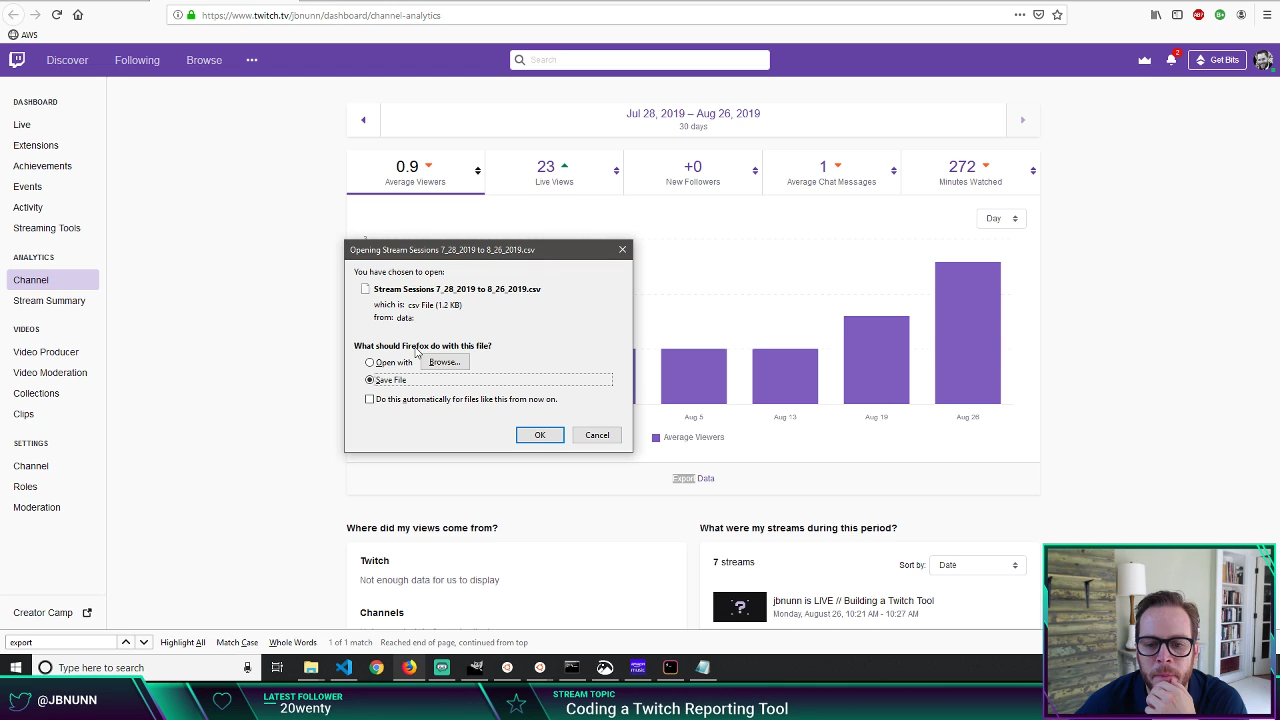 https://www.twitch.tv/jbnunn/dashboard/channel-analytics
AWS
Discover
Following
Browse
Search
2
Get Bits
DASHBOARD
Live
Extensions
Achievements
Events
Activity
Streaming Tools
ANALYTICS
Channel
Stream Summary
VIDEOS
Video Producer
Video Moderation
Collections
Clips
SETTINGS
Channel
Roles
Moderation
Creator Camp
Jul 28, 2019 – Aug 26, 2019
30 days
0.9
Average Viewers
23
Live Views
+0
New Followers
1
Average Chat Messages
272
Minutes Watched
Day
Opening Stream Sessions 7_28_2019 to 8_26_2019.csv
You have chosen to open:
Stream Sessions 7_28_2019 to 8_26_2019.csv
which is: csv File (1.2 KB)
from: data:
What should Firefox do with this file?
Open with
Browse...
Save File
Do this automatically for files like this from now on.
OK
Cancel
Aug 5
Aug 13
Aug 19
Aug 26
Average Viewers
Export Data
Where did my views come from?
Twitch
Not enough data for us to display
Channels
What were my streams during this period?
7 streams
Sort by:
Date
?
jbnunn is LIVE // Building a Twitch Tool
Monday, August 26, 10:21 AM - 10:27 AM
export
Highlight All
Match Case
Whole Words
1 of 1 match
Reached end of page, continued from top
Type here to search
amazon music
@JBNUNN
LATEST FOLLOWER
20wenty
STREAM TOPIC
Coding a Twitch Reporting Tool